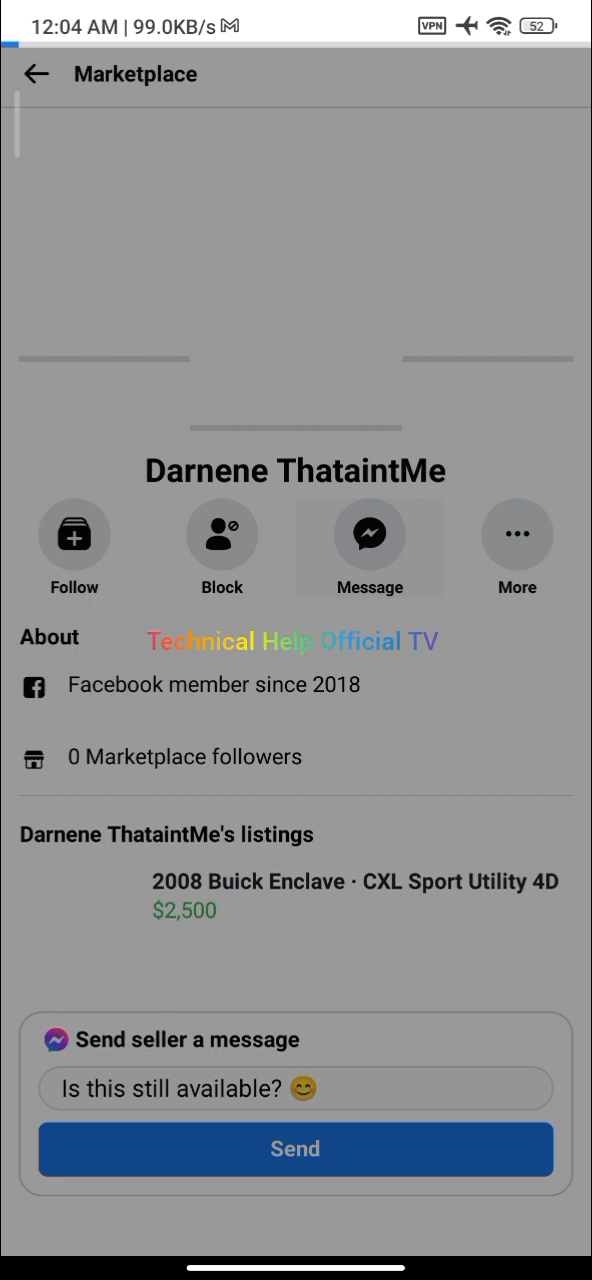 12:04 AM | 99.0KB/s
VPN
52
Marketplace
Darnene ThataintMe
Follow
Block
Message
More
About
Technical Help Official TV
Facebook member since 2018
0 Marketplace followers
Darnene ThataintMe's listings
2008 Buick Enclave · CXL Sport Utility 4D
$2,500
Send seller a message
Is this still available? 😊
Send